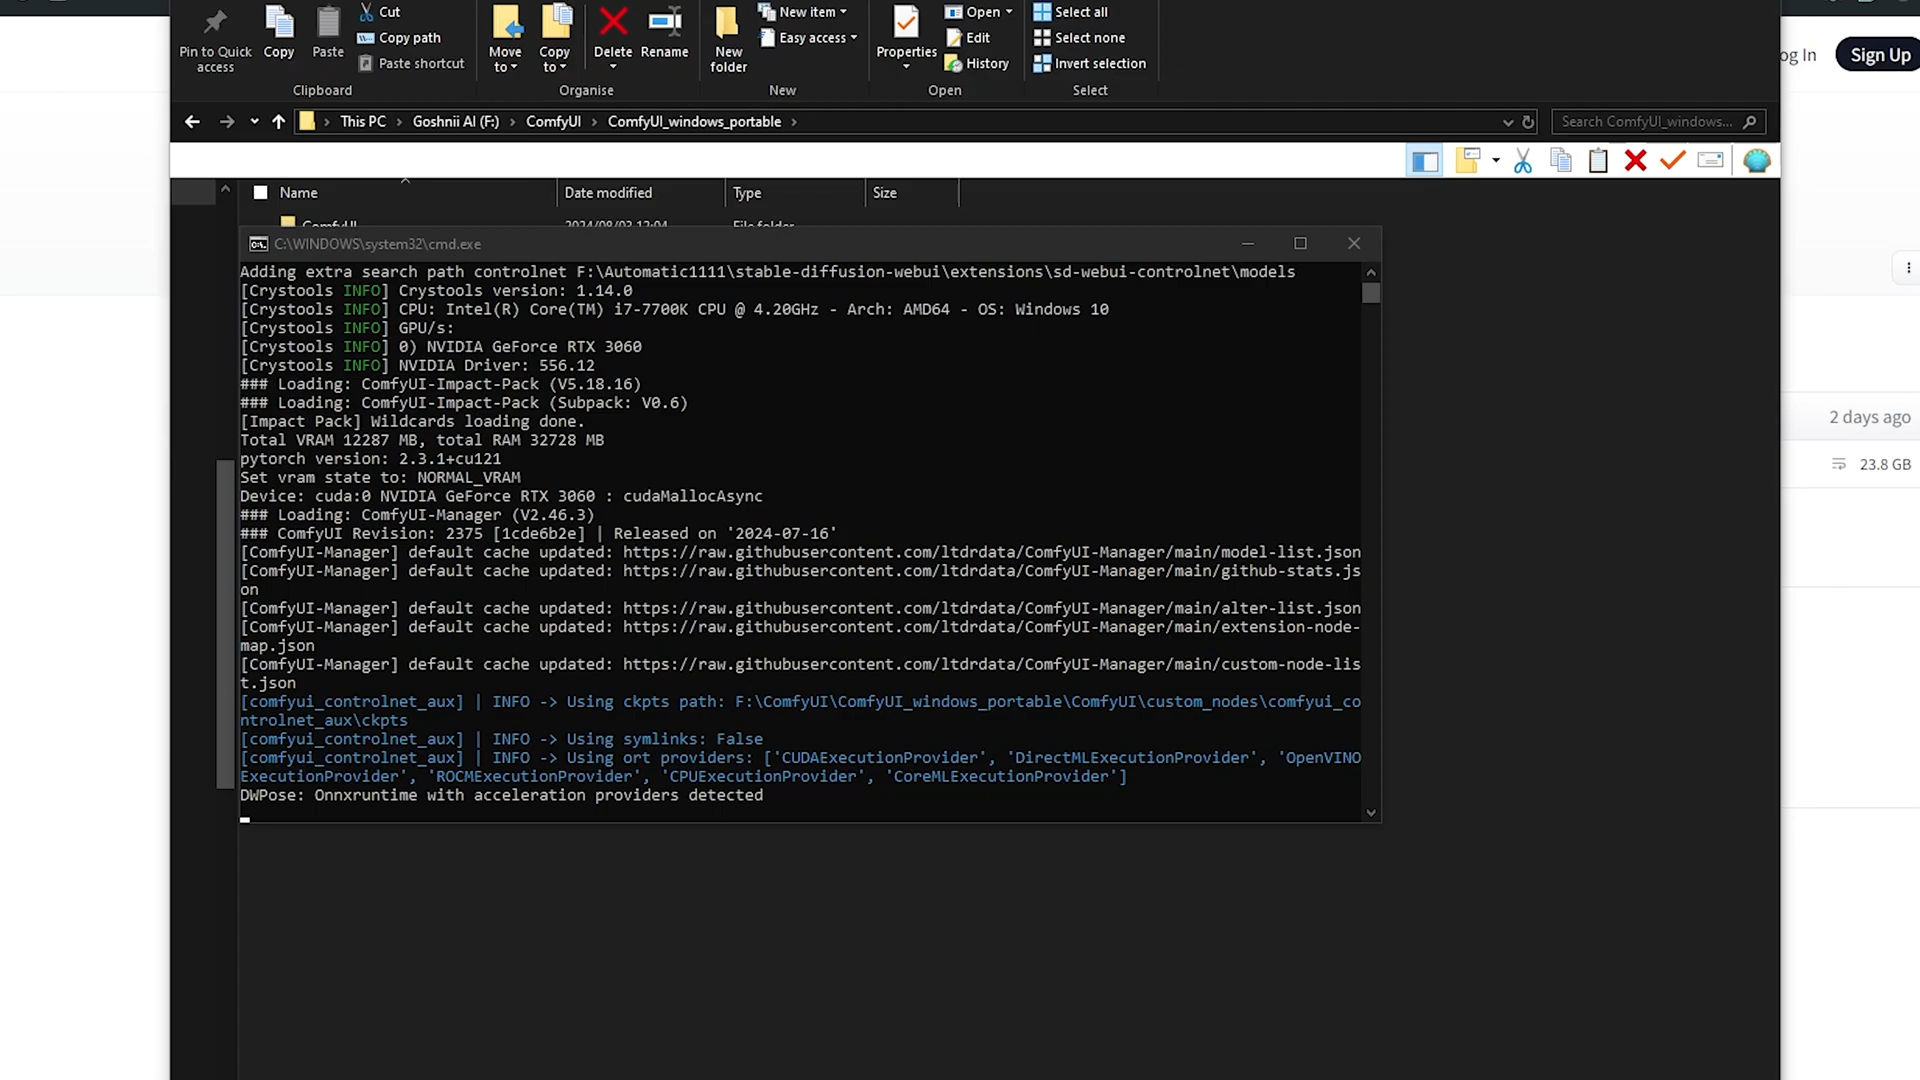 Cut
New item
Open
Select all
Copy path
Easy access
Edit
Select none
Pin to Quick access
Copy
Paste
Paste shortcut
Move to
Copy to
Delete
Rename
New folder
Properties
History
Invert selection
Clipboard
Organise
New
Open
Select
Sign Up
This PC > Goshnii AI (F:) > ComfyUI > ComfyUI_windows_portable >
Search ComfyUI_windows...
Name
Date modified
Type
Size
ComfyUI
2024/08/03 12:04
File folder
C:\WINDOWS\system32\cmd.exe
Adding extra search path controlnet F:\Automatic1111\stable-diffusion-webui\extensions\sd-webui-controlnet\models
[Crystools INFO] Crystools version: 1.14.0
[Crystools INFO] CPU: Intel(R) Core(TM) i7-7700K CPU @ 4.20GHz - Arch: AMD64 - OS: Windows 10
[Crystools INFO] GPU/s:
[Crystools INFO] 0) NVIDIA GeForce RTX 3060
[Crystools INFO] NVIDIA Driver: 556.12
### Loading: ComfyUI-Impact-Pack (V5.18.16)
### Loading: ComfyUI-Impact-Pack (Subpack: V0.6)
[Impact Pack] Wildcards loading done.
Total VRAM 12287 MB, total RAM 32728 MB
pytorch version: 2.3.1+cu121
Set vram state to: NORMAL_VRAM
Device: cuda:0 NVIDIA GeForce RTX 3060 : cudaMallocAsync
### Loading: ComfyUI-Manager (V2.46.3)
### ComfyUI Revision: 2375 [1cde6b2e] | Released on '2024-07-16'
[ComfyUI-Manager] default cache updated: https://raw.githubusercontent.com/ltdrdata/ComfyUI-Manager/main/model-list.json
[ComfyUI-Manager] default cache updated: https://raw.githubusercontent.com/ltdrdata/ComfyUI-Manager/main/github-stats.js
on
[ComfyUI-Manager] default cache updated: https://raw.githubusercontent.com/ltdrdata/ComfyUI-Manager/main/alter-list.json
[ComfyUI-Manager] default cache updated: https://raw.githubusercontent.com/ltdrdata/ComfyUI-Manager/main/extension-node-
map.json
[ComfyUI-Manager] default cache updated: https://raw.githubusercontent.com/ltdrdata/ComfyUI-Manager/main/custom-node-lis
t.json
[comfyui_controlnet_aux] | INFO -> Using ckpts path: F:\ComfyUI\ComfyUI_windows_portable\ComfyUI\custom_nodes\comfyui_co
ntrolnet_aux\ckpts
[comfyui_controlnet_aux] | INFO -> Using symlinks: False
[comfyui_controlnet_aux] | INFO -> Using ort providers: ['CUDAExecutionProvider', 'DirectMLExecutionProvider', 'OpenVINO
ExecutionProvider', 'ROCMExecutionProvider', 'CPUExecutionProvider', 'CoreMLExecutionProvider']
DWPose: Onnxruntime with acceleration providers detected
2 days ago
23.8 GB